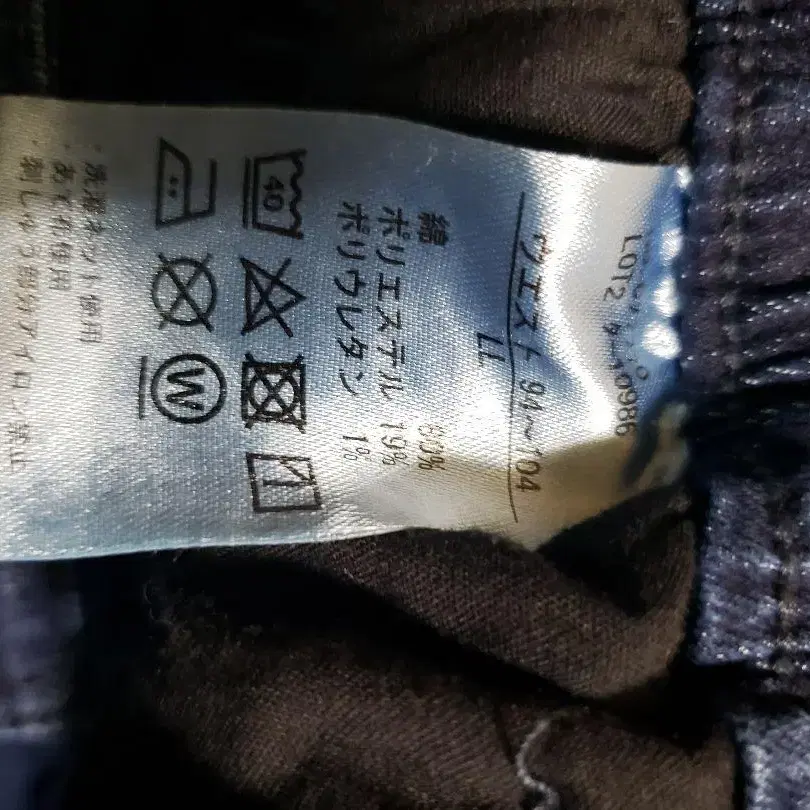 ウエスト 94~104
LL
綿 80%
ポリエステル 19%
ポリウレタン 1%
40
W
・洗濯ネット使用
・あて布使用
・刺しゅう部分アイロン禁止